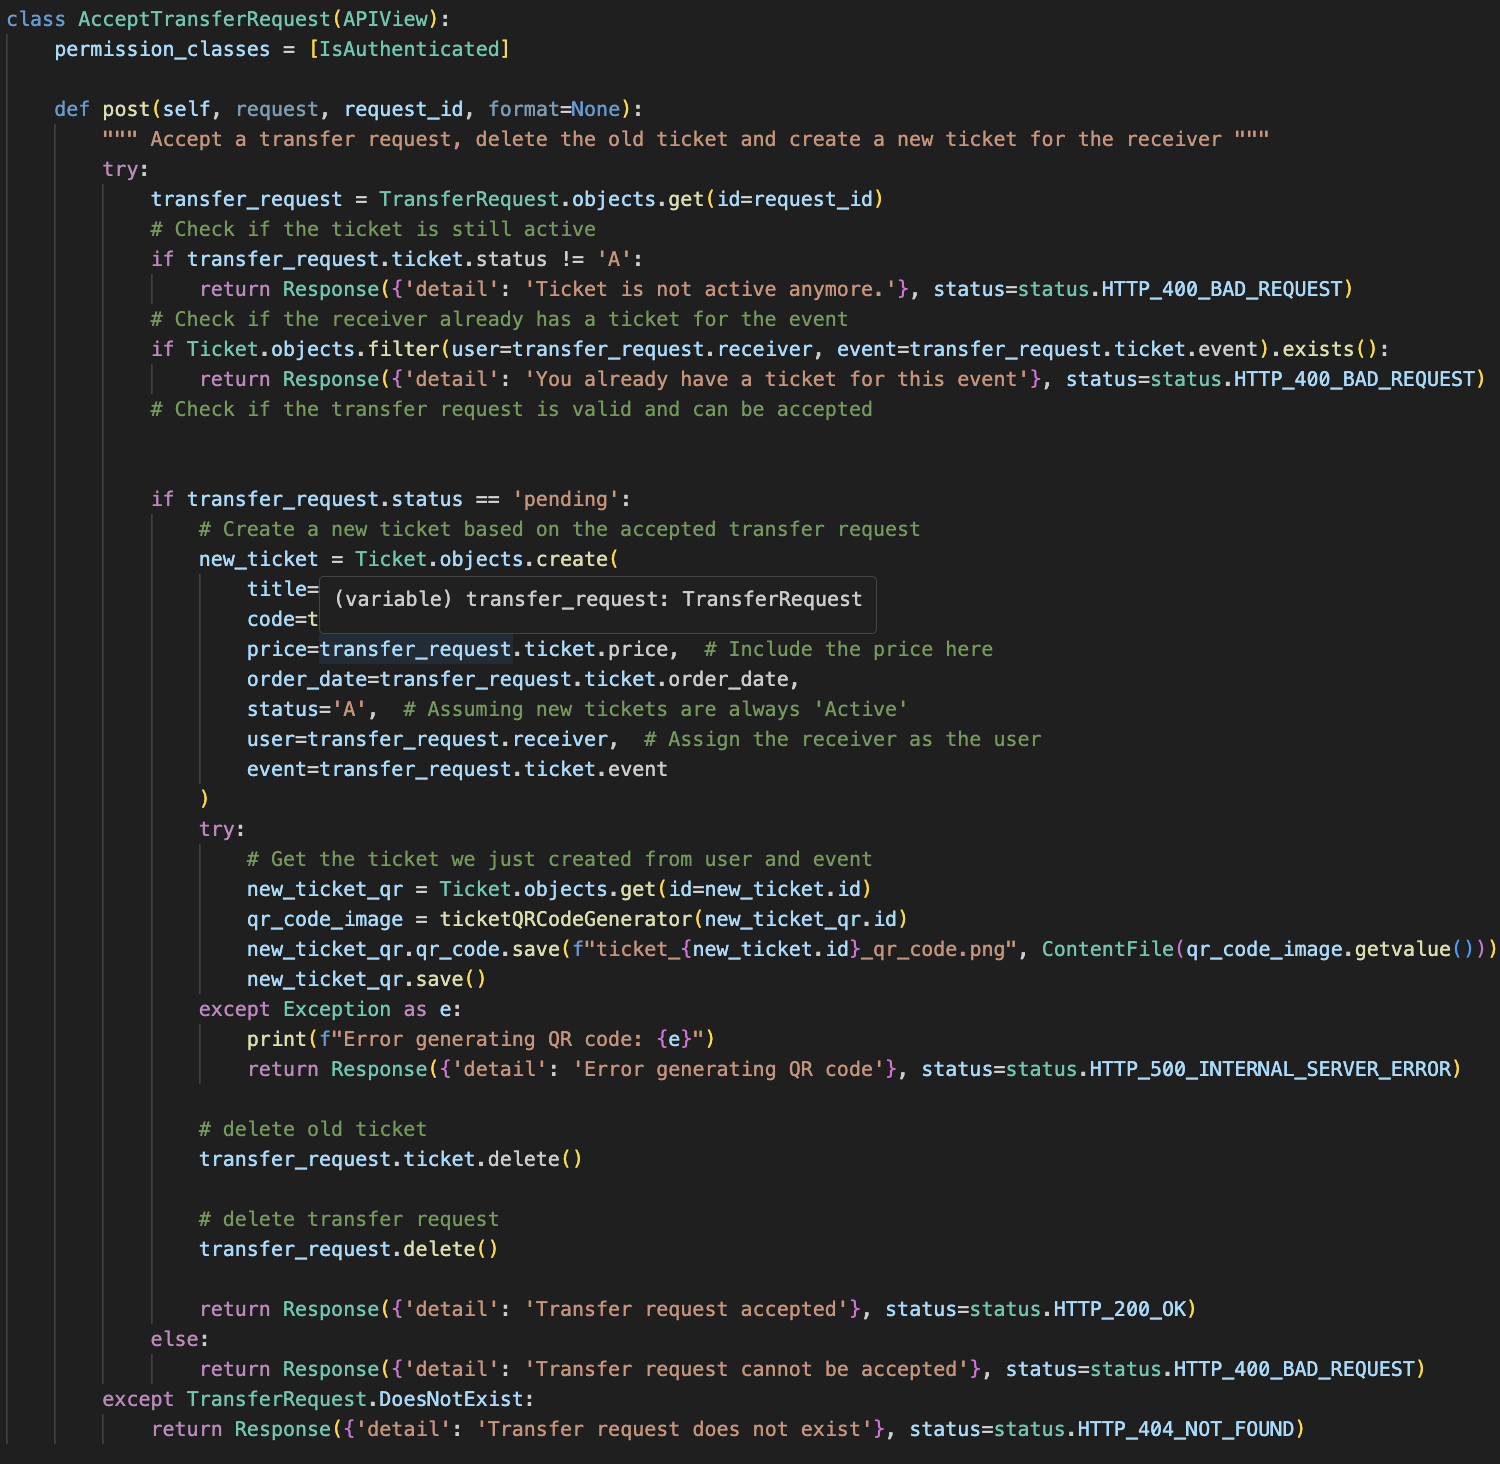 class AcceptTransferRequest(APIView):
    permission_classes = [IsAuthenticated]

    def post(self, request, request_id, format=None):
        """ Accept a transfer request, delete the old ticket and create a new ticket for the receiver """
        try:
            transfer_request = TransferRequest.objects.get(id=request_id)
            # Check if the ticket is still active
            if transfer_request.ticket.status != 'A':
                return Response({'detail': 'Ticket is not active anymore.'}, status=status.HTTP_400_BAD_REQUEST)
            # Check if the receiver already has a ticket for the event
            if Ticket.objects.filter(user=transfer_request.receiver, event=transfer_request.ticket.event).exists():
                return Response({'detail': 'You already have a ticket for this event'}, status=status.HTTP_400_BAD_REQUEST)
            # Check if the transfer request is valid and can be accepted


            if transfer_request.status == 'pending':
                # Create a new ticket based on the accepted transfer request
                new_ticket = Ticket.objects.create(
                    title=
(variable) transfer_request: TransferRequest
                    code=t
                    price=transfer_request.ticket.price,  # Include the price here
                    order_date=transfer_request.ticket.order_date,
                    status='A',  # Assuming new tickets are always 'Active'
                    user=transfer_request.receiver,  # Assign the receiver as the user
                    event=transfer_request.ticket.event
                )
                try:
                    # Get the ticket we just created from user and event
                    new_ticket_qr = Ticket.objects.get(id=new_ticket.id)
                    qr_code_image = ticketQRCodeGenerator(new_ticket_qr.id)
                    new_ticket_qr.qr_code.save(f"ticket_{new_ticket.id}_qr_code.png", ContentFile(qr_code_image.getvalue()))
                    new_ticket_qr.save()
                except Exception as e:
                    print(f"Error generating QR code: {e}")
                    return Response({'detail': 'Error generating QR code'}, status=status.HTTP_500_INTERNAL_SERVER_ERROR)

                # delete old ticket
                transfer_request.ticket.delete()

                # delete transfer request
                transfer_request.delete()

                return Response({'detail': 'Transfer request accepted'}, status=status.HTTP_200_OK)
            else:
                return Response({'detail': 'Transfer request cannot be accepted'}, status=status.HTTP_400_BAD_REQUEST)
        except TransferRequest.DoesNotExist:
            return Response({'detail': 'Transfer request does not exist'}, status=status.HTTP_404_NOT_FOUND)